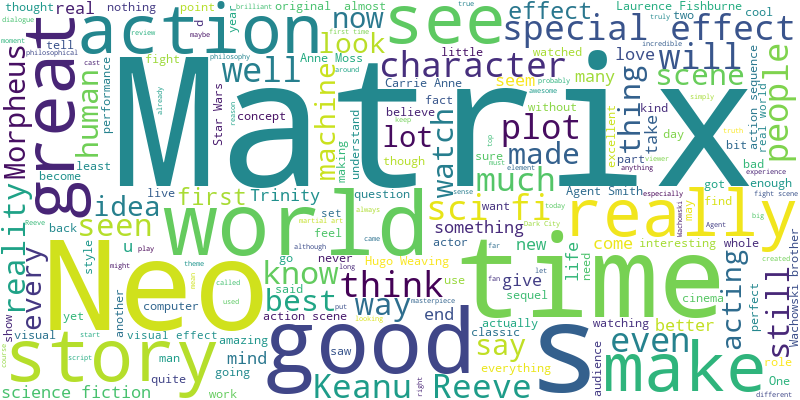 thought
real
nothing
point
d
brilliant
year
original
almost
true
Laurence Fishburne
dialogue
review
maybe
tell
action
see
effect
two
cool
now
first time
truly
incredible
philosophical
philosophy
special effect
Anne Moss
watched
love
will
cast
fight
look
around
great
well
character
little
many
scene
people
Morpheus
human
performance
already
reason
Star Wars
Carrie Anne
seem
probably
awesome
thing
kind
simply
action sequence
real world
concept
machine
believe
fact
without
take
day
truth
viewer
lot
keep
plot
top
excellent
understand
watch
must
element
part
bit
bad
anything
experience
Matrix
least
become
making
though
sure
made
got
enough
idea
live
first
Trinity
question
much
sense
Agent Smith
especially
fight scene
reality
Reeve
seen
world
always
sci fi
want
today
really
Wachowski
may
find
Agent
big
back
u
play
set
martial art
feel
although
came
never
something
Dark City
come
interesting
whole
every
style
might
theme
go
long
Hugo Weaving
actor
far
new
life
need
created
Neo
called
used
know
said
put
think
use
fan
let
give
time
cinema
acting
perfect
still
Wachowski brother
yet
another
computer
mean
best
masterpiece
way
sequel
show
visual
start
visual effect
action scene
looking
end
actually
classic
watching
better
story
script
man
amazing
mind
saw
good
say
s
even
audience
make
role
course
quite
going
everything
One
science fiction
work
Keanu Reeve
right
different